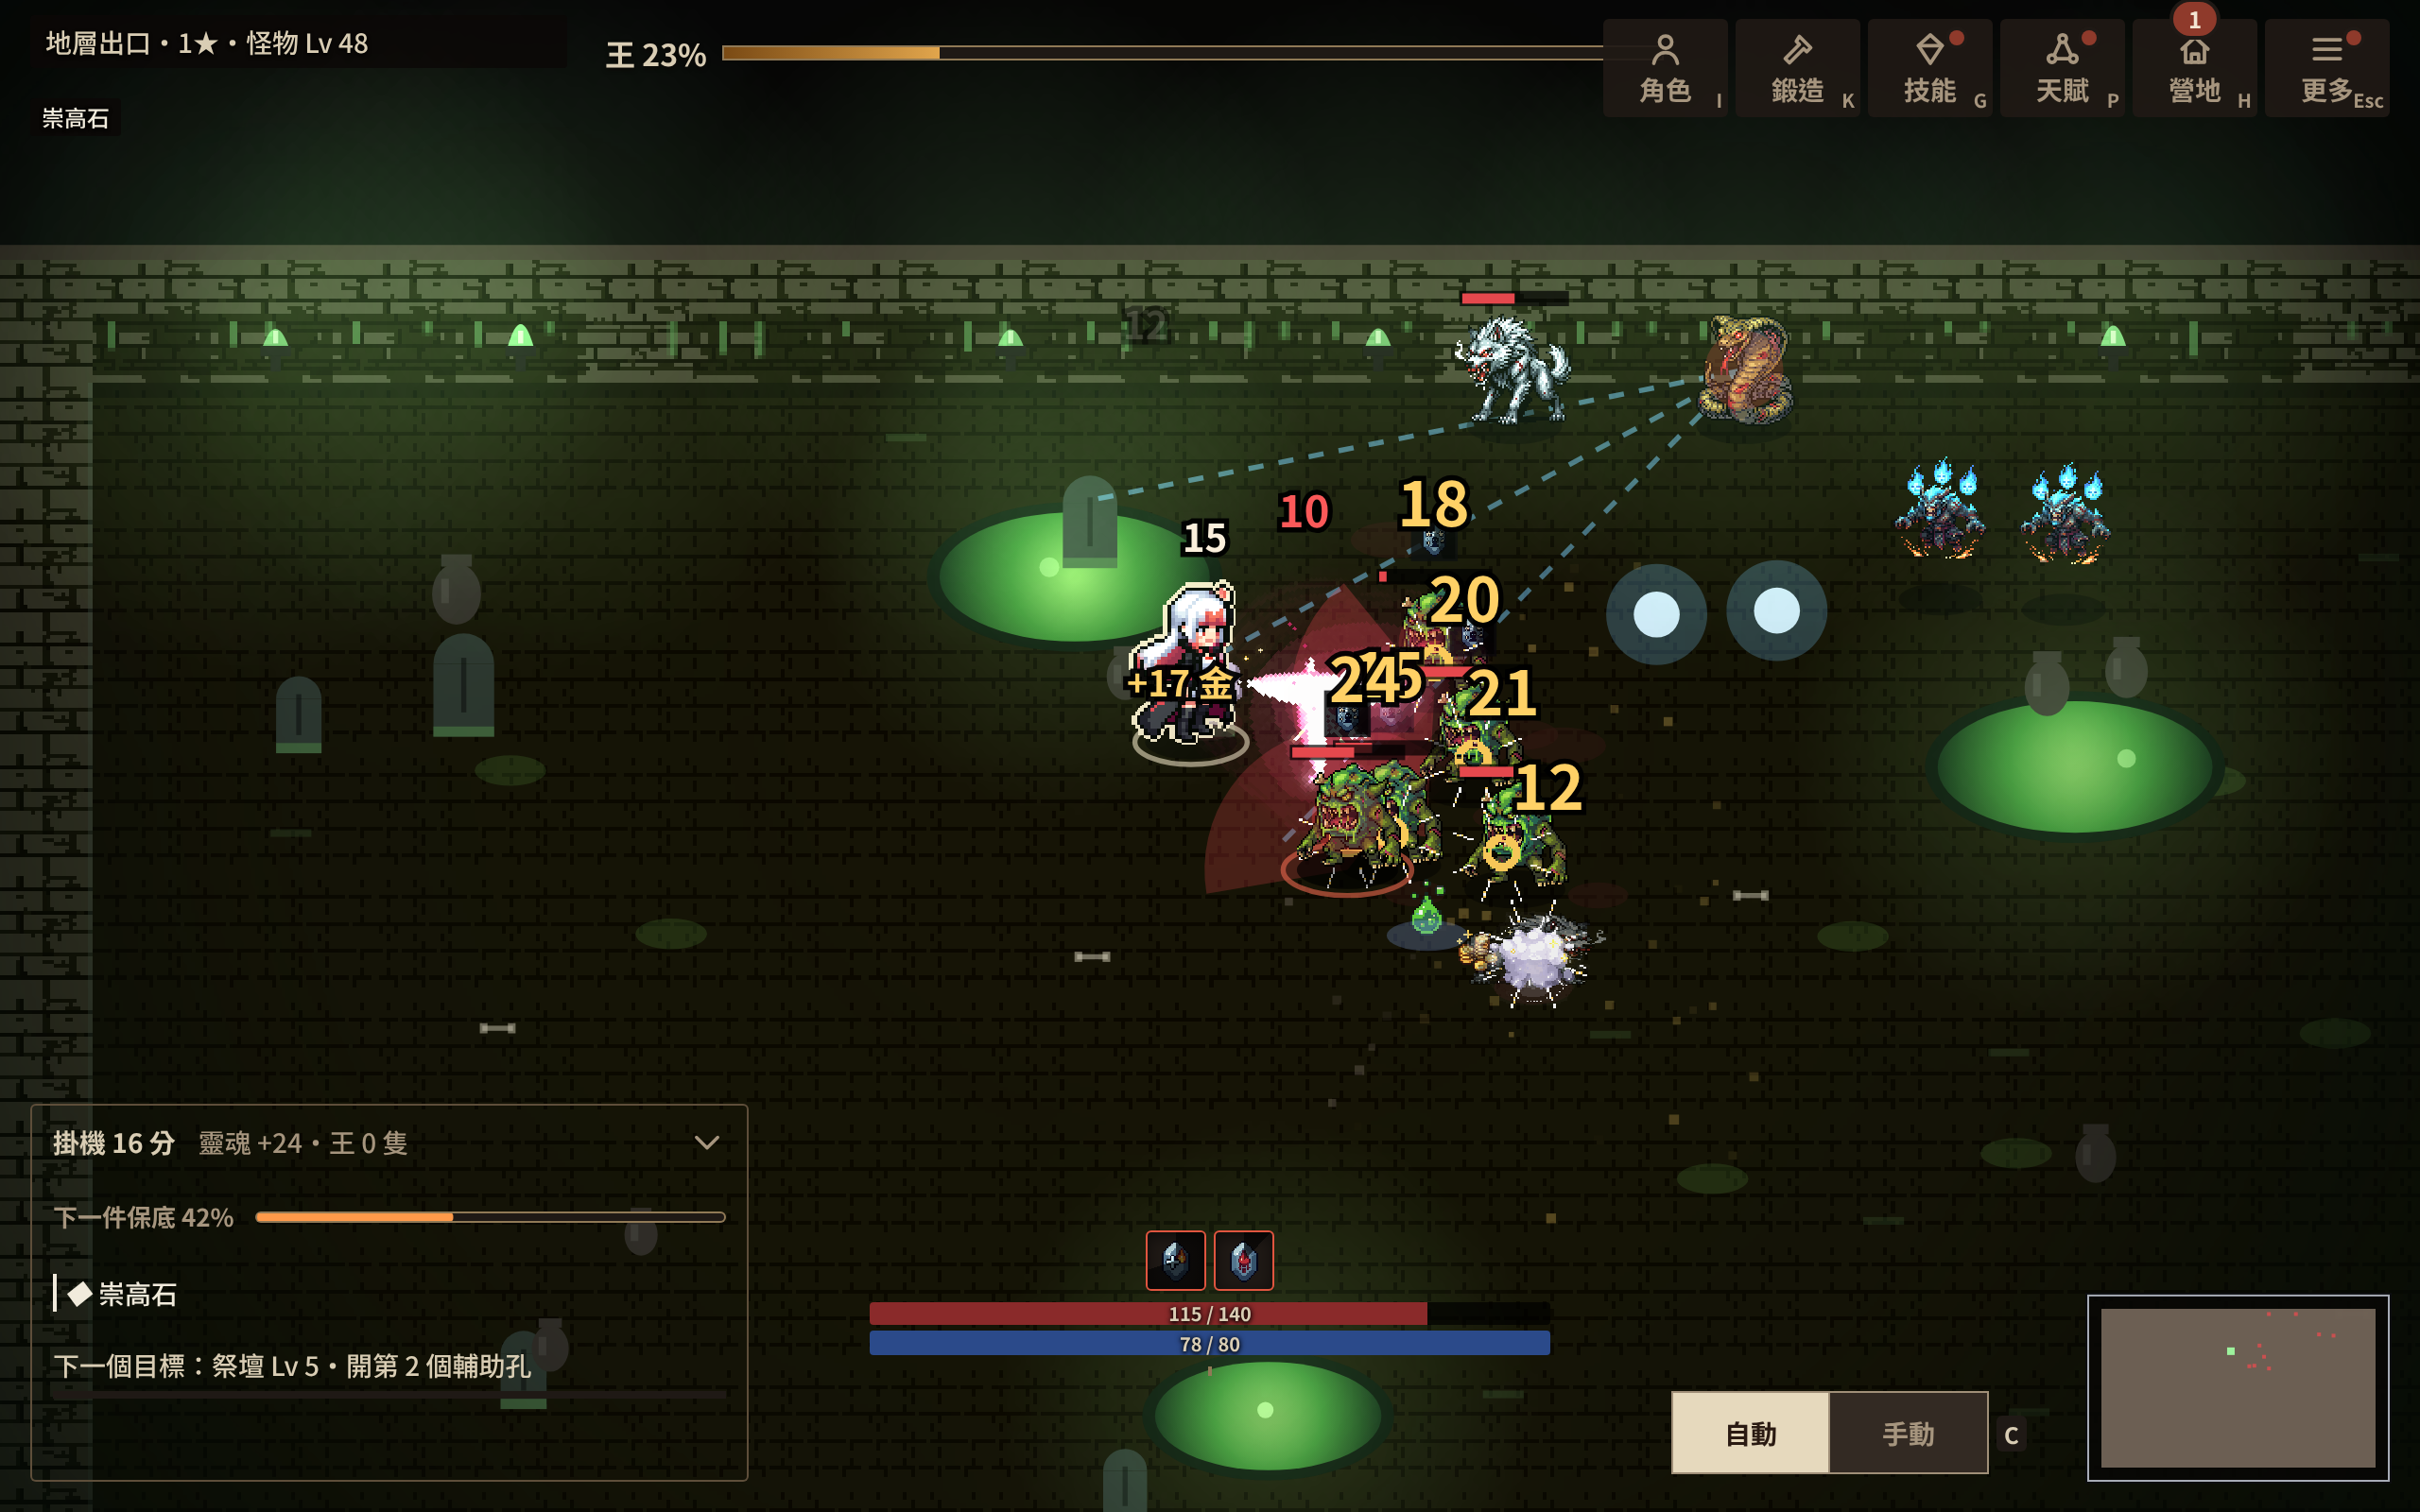 地層出口・1★・怪物 Lv 48
王 23%
角色 I
鍛造 K
技能 G
天賦 P
1
營地 H
更多 Esc
崇高石
12
10
18
15
20
+17 金
21
12
掛機 16 分 靈魂 +24・王 0 隻
下一件保底 42%
崇高石
下一個目標：祭壇 Lv 5・開第 2 個輔助孔
115 / 140
78 / 80
自動
手動
C